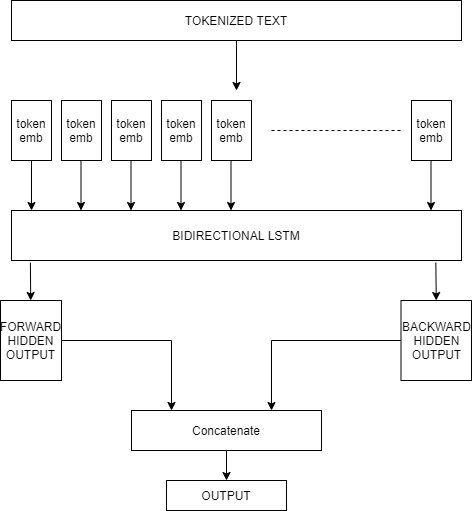 TOKENIZED TEXT
token token token token token token
emb emb emb emb emb emb
BIDIRECTIONAL LSTM
FORWARD
HIDDEN
OUTPUT
BACKWARD
HIDDEN
OUTPUT
Concatenate
OUTPUT